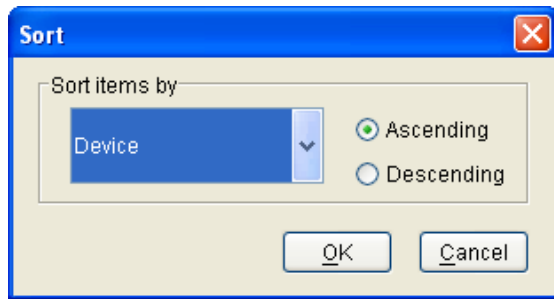 Sort
Sort items by
Device
Ascending
Descending
OK
Cancel